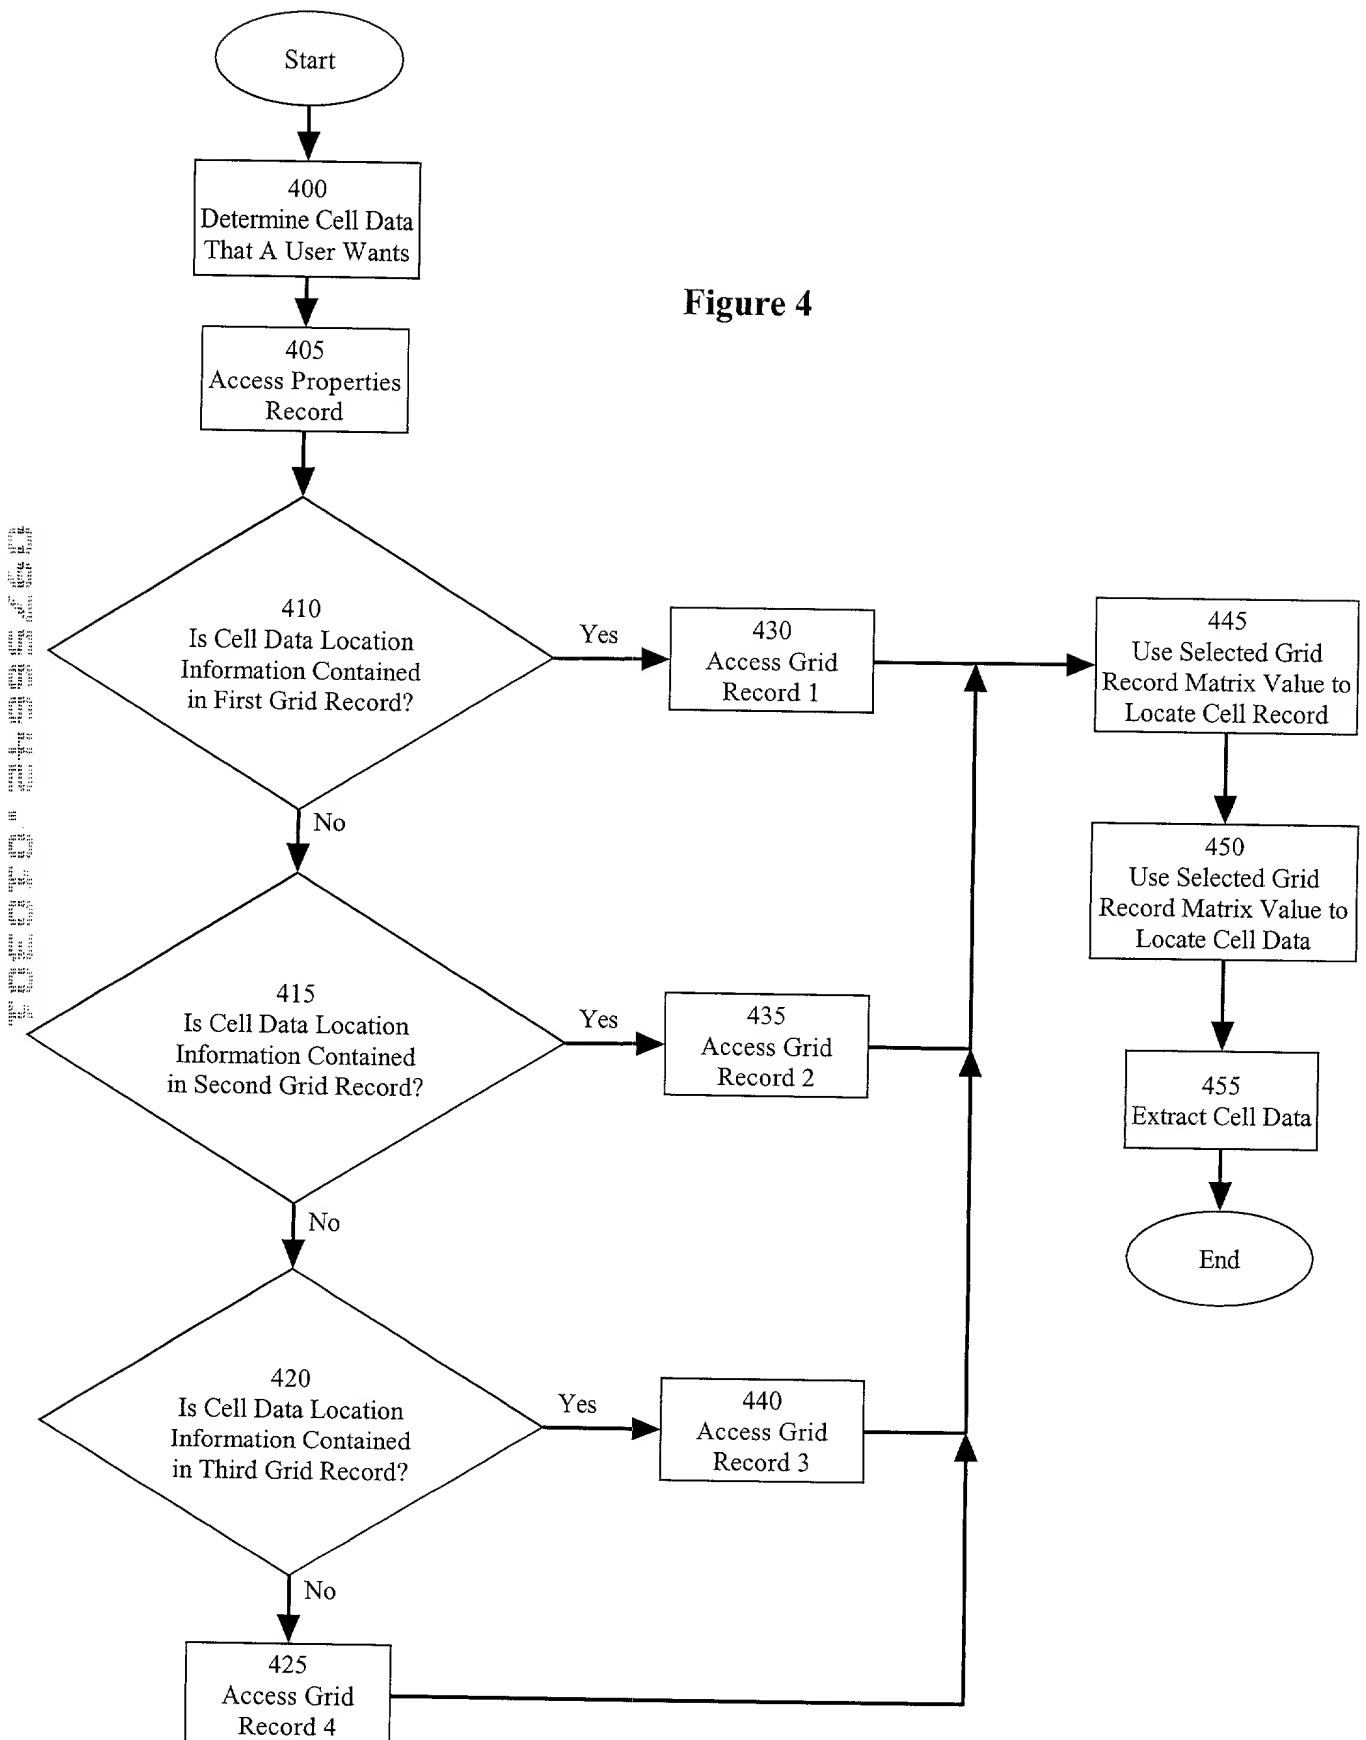 Start
400
Determine Cell Data
That A User Wants
Figure 4
405
Access Properties
Record
410
Is Cell Data Location
Information Contained
in First Grid Record?
Yes
430
Access Grid
Record 1
445
Use Selected Grid
Record Matrix Value to
Locate Cell Record
No
450
Use Selected Grid
Record Matrix Value to
Locate Cell Data
415
Is Cell Data Location
Information Contained
in Second Grid Record?
Yes
435
Access Grid
Record 2
455
Extract Cell Data
No
End
420
Is Cell Data Location
Information Contained
in Third Grid Record?
Yes
440
Access Grid
Record 3
No
425
Access Grid
Record 4